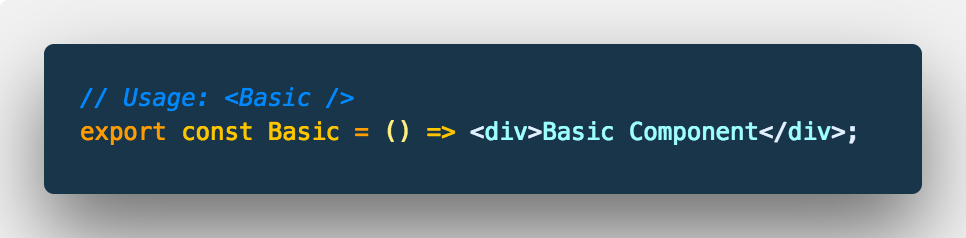 // Usage: <Basic />
export const Basic = () => <div>Basic Component</div>;